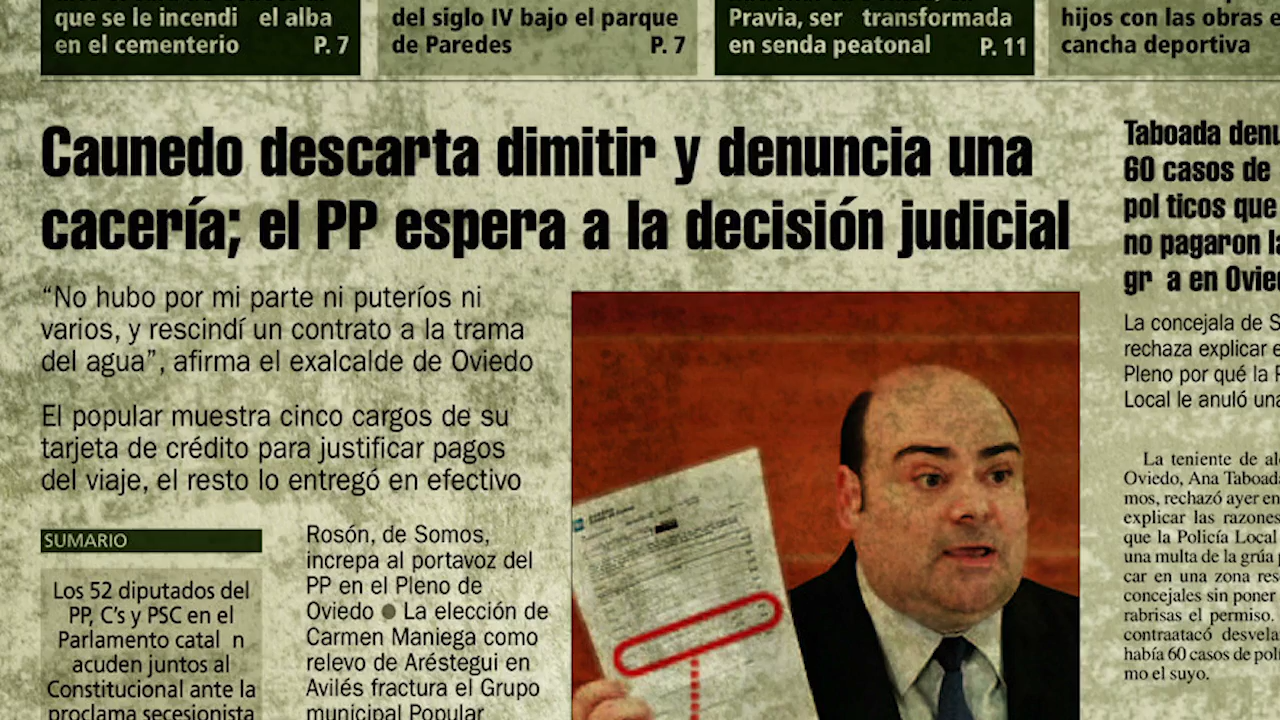 que se le incendi el alba
en el cementerio P. 7
del siglo IV bajo el parque
de Paredes P. 7
Pravia, ser transformada
en senda peatonal P. 11
hijos con las obras
cancha deportiva
Caunedo descarta dimitir y denuncia una
cacería; el PP espera a la decisión judicial
“No hubo por mi parte ni puteríos ni
varios, y rescindí un contrato a la trama
del agua”, afirma el exalcalde de Oviedo
El popular muestra cinco cargos de su
tarjeta de crédito para justificar pagos
del viaje, el resto lo entregó en efectivo
SUMARIO
Los 52 diputados del
PP, C’s y PSC en el
Parlamento catal n
acuden juntos al
Constitucional ante la
proclama secesionista
Rosón, de Somos,
increpa al portavoz del
PP en el Pleno de
Oviedo ● La elección de
Carmen Maniega como
relevo de Aréstegui en
Avilés fractura el Grupo
municipal Popular
Taboada denu
60 casos de
pol ticos que
no pagaron la
gr a en Ovied
La concejala de S
rechaza explicar e
Pleno por qué la P
Local le anuló una
La teniente de al
Oviedo, Ana Taboada
mos, rechazó ayer en
explicar las razones
que la Policía Local
una multa de la grúa p
car en una zona res
concejales sin poner
rabrisas el permiso.
contraatacó desvela
había 60 casos de polí
mo el suyo.